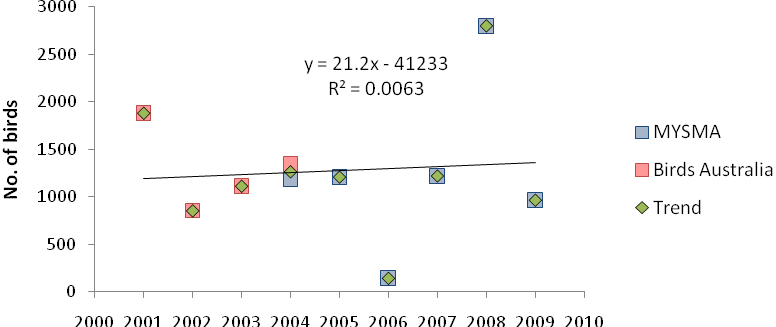 3000
2500
2000
1500
1000
500
0
No. of birds
y = 21.2x - 41233
R² = 0.0063
MYSMA
Birds Australia
Trend
2000 2001 2002 2003 2004 2005 2006 2007 2008 2009 2010